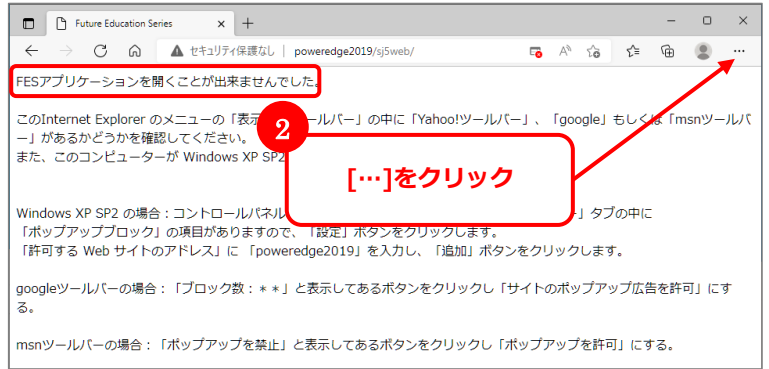 Future Education Series
セキュリティ保護なし | poweredge2019/sj5web/
FESアプリケーションを開くことが出来ませんでした。
このInternet Explorer のメニューの「表示 ールバー」の中に「Yahoo!ツールバー」、「google」もしくは「msnツールバ
ー」があるかどうかを確認してください。
また、このコンピューターが Windows XP SP2
2
[…]をクリック
Windows XP SP2 の場合：コントロールパネル 」タブの中に
「ポップアップブロック」の項目がありますので、「設定」ボタンをクリックします。
「許可する Web サイトのアドレス」に 「poweredge2019」を入力し、「追加」ボタンをクリックします。
googleツールバーの場合：「ブロック数：＊＊」と表示してあるボタンをクリックし「サイトのポップアップ広告を許可」にす
る。
msnツールバーの場合：「ポップアップを禁止」と表示してあるボタンをクリックし「ポップアップを許可」にする。